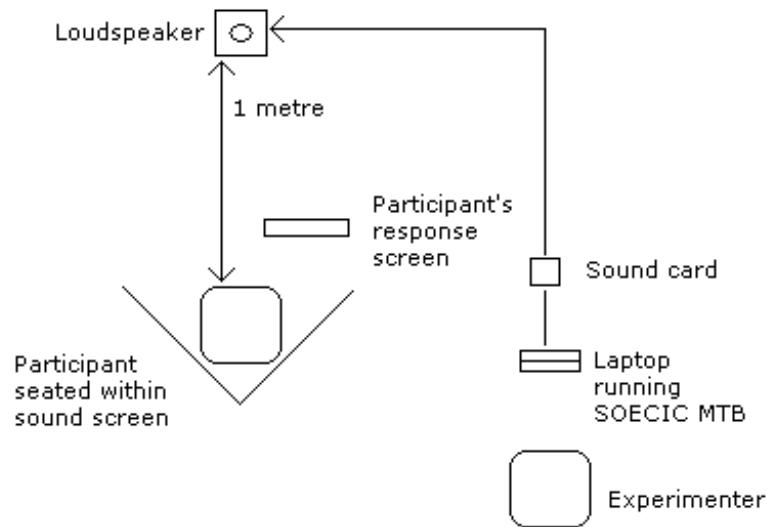 Loudspeaker
1 metre
Participant's
response
screen
Sound card
Participant
seated within
sound screen
Laptop
running
SOECIC MTB
Experimenter